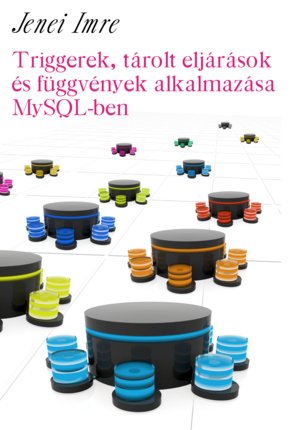 Jenei Imre
Triggerek, tárolt eljárások
és függvények alkalmazása
MySQL-ben